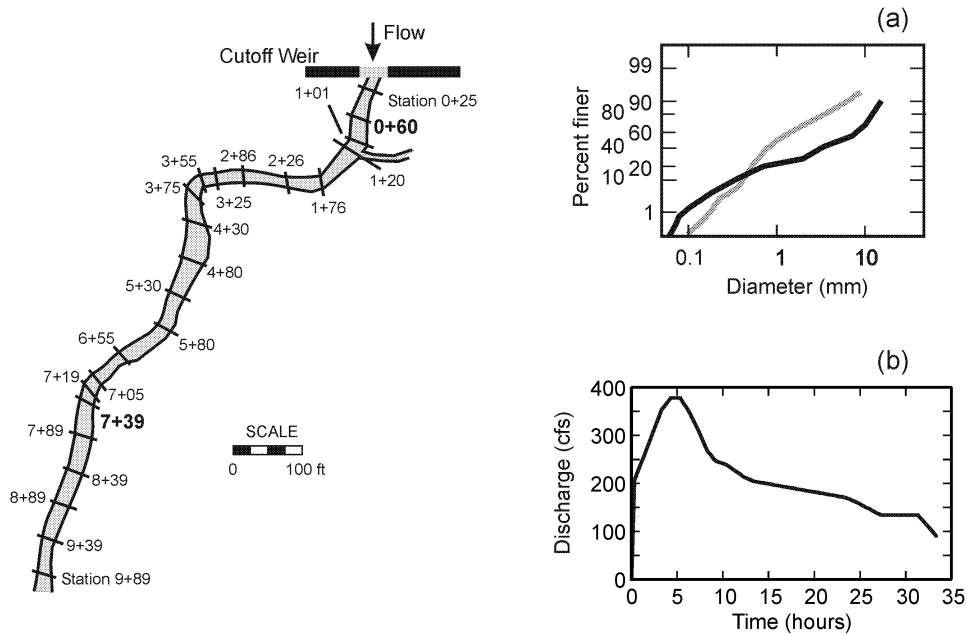 Flow
Cutoff Weir
1+01
Station 0+25
0+60
3+55
2+86
2+26
3+75
3+25
1+76
1+20
4+30
4+80
5+30
5+80
6+55
7+19
7+05
7+39
7+89
8+39
8+89
9+39
Station 9+89
SCALE
0 100 ft
(a)
Percent finer
99
90
80
60
40
20
10
1
0.1 1 10
Diameter (mm)
(b)
Discharge (cfs)
400
300
200
100
0
0 5 10 15 20 25 30 35
Time (hours)